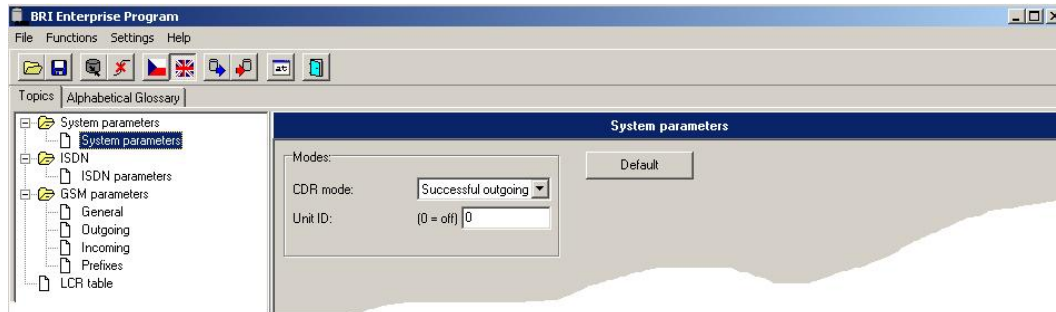 BRI Enterprise Program
File Functions Settings Help
at
Topics Alphabetical Glossary
System parameters
System parameters
ISDN
ISDN parameters
GSM parameters
General
Outgoing
Incoming
Prefixes
LCR table
System parameters
Modes:
CDR mode: Successful outgoing
Unit ID: (0 = off) 0
Default